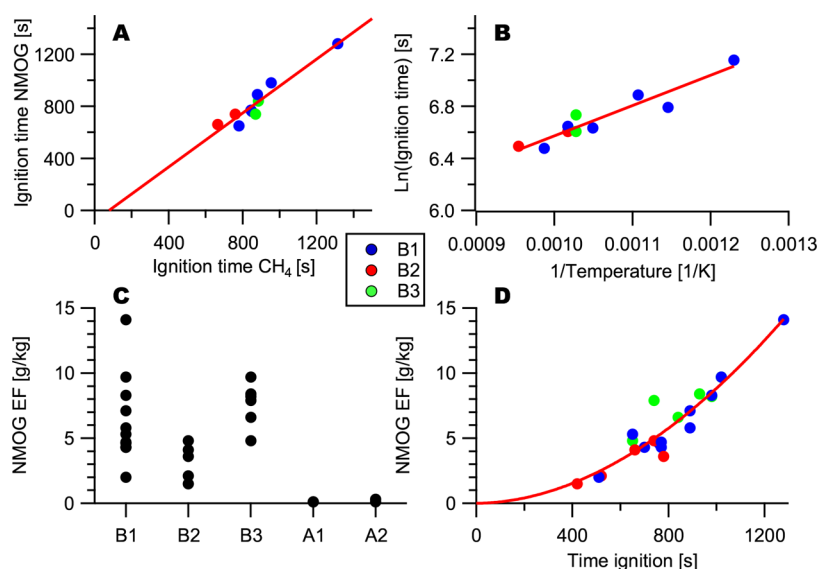 A
Ignition time NMOG [s]
1200
800
400
0
0 400 800 1200
Ignition time CH₄ [s]
B
Ln(Ignition time) [s]
7.2
6.8
6.4
6.0
0.0009 0.0010 0.0011 0.0012 0.0013
1/Temperature [1/K]
B1
B2
B3
C
NMOG EF [g/kg]
15
10
5
0
B1 B2 B3 A1 A2
D
NMOG EF [g/kg]
15
10
5
0
0 400 800 1200
Time ignition [s]